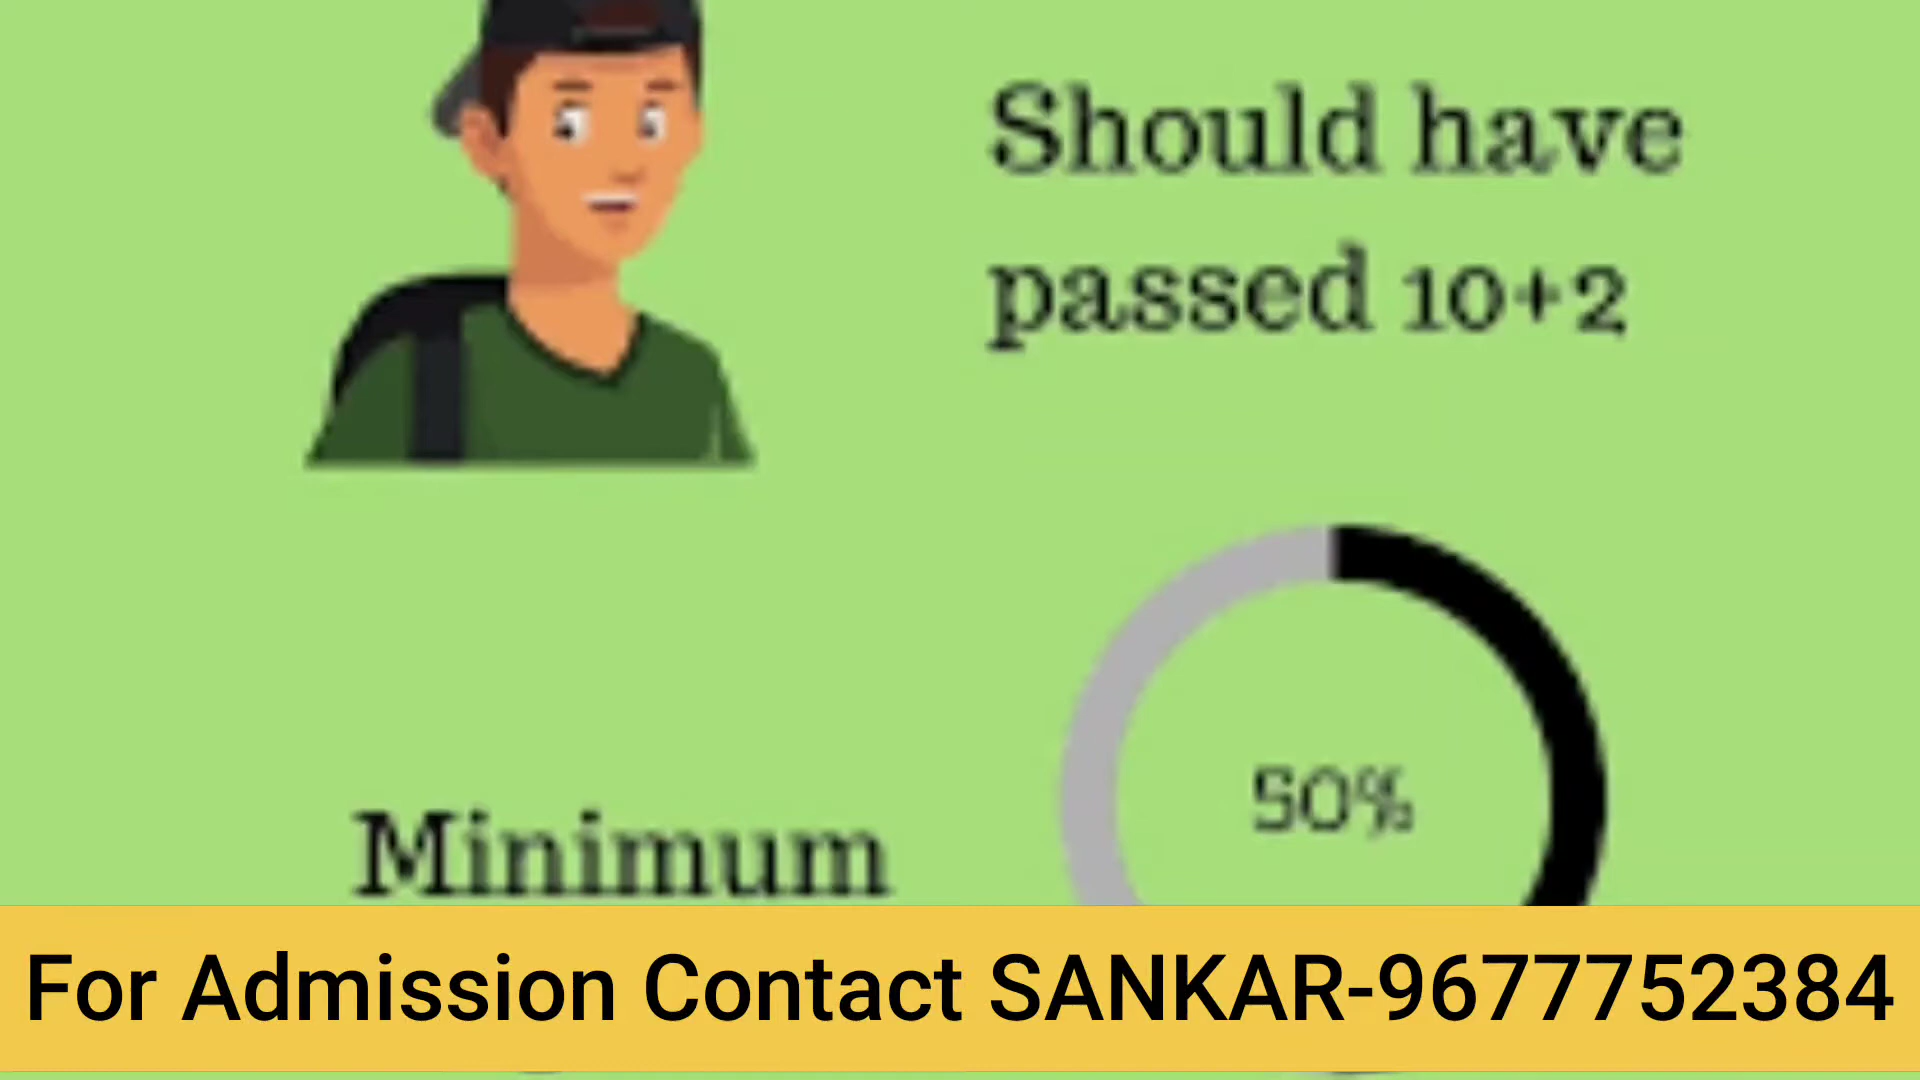 Should have
passed 10+2
50%
Minimum
For Admission Contact SANKAR-9677752384